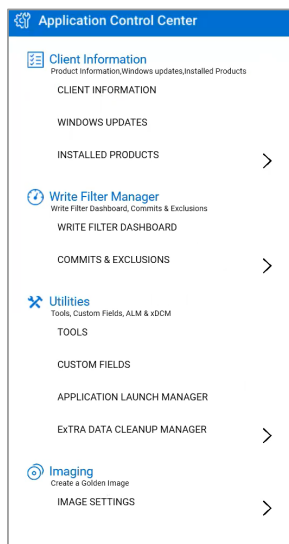 Application Control Center
Client Information
Product Information,Windows updates,Installed Products
CLIENT INFORMATION
WINDOWS UPDATES
INSTALLED PRODUCTS
Write Filter Manager
Write Filter Dashboard, Commits & Exclusions
WRITE FILTER DASHBOARD
COMMITS & EXCLUSIONS
Utilities
Tools, Custom Fields, ALM & xDCM
TOOLS
CUSTOM FIELDS
APPLICATION LAUNCH MANAGER
ExTRA DATA CLEANUP MANAGER
Imaging
Create a Golden Image
IMAGE SETTINGS